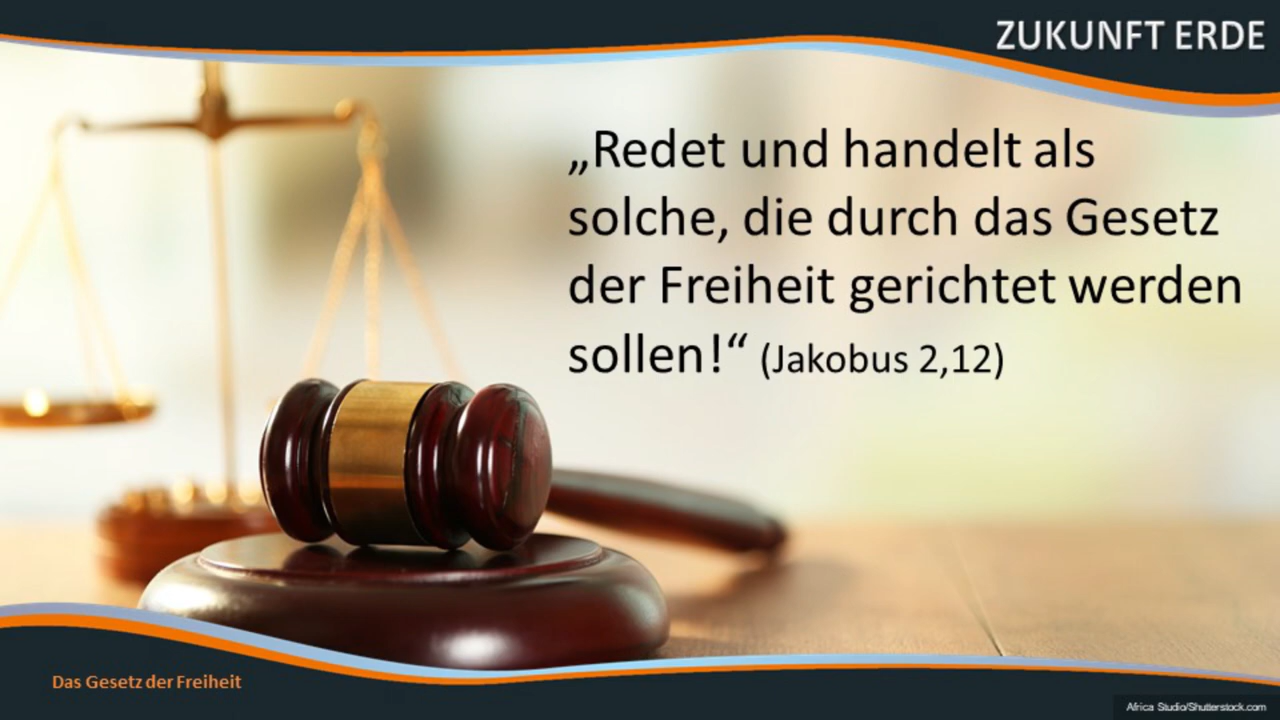 ZUKUNFT ERDE
„Redet und handelt als
solche, die durch das Gesetz
der Freiheit gerichtet werden
sollen!“ (Jakobus 2,12)
Das Gesetz der Freiheit
Africa Studio/Shutterstock.com